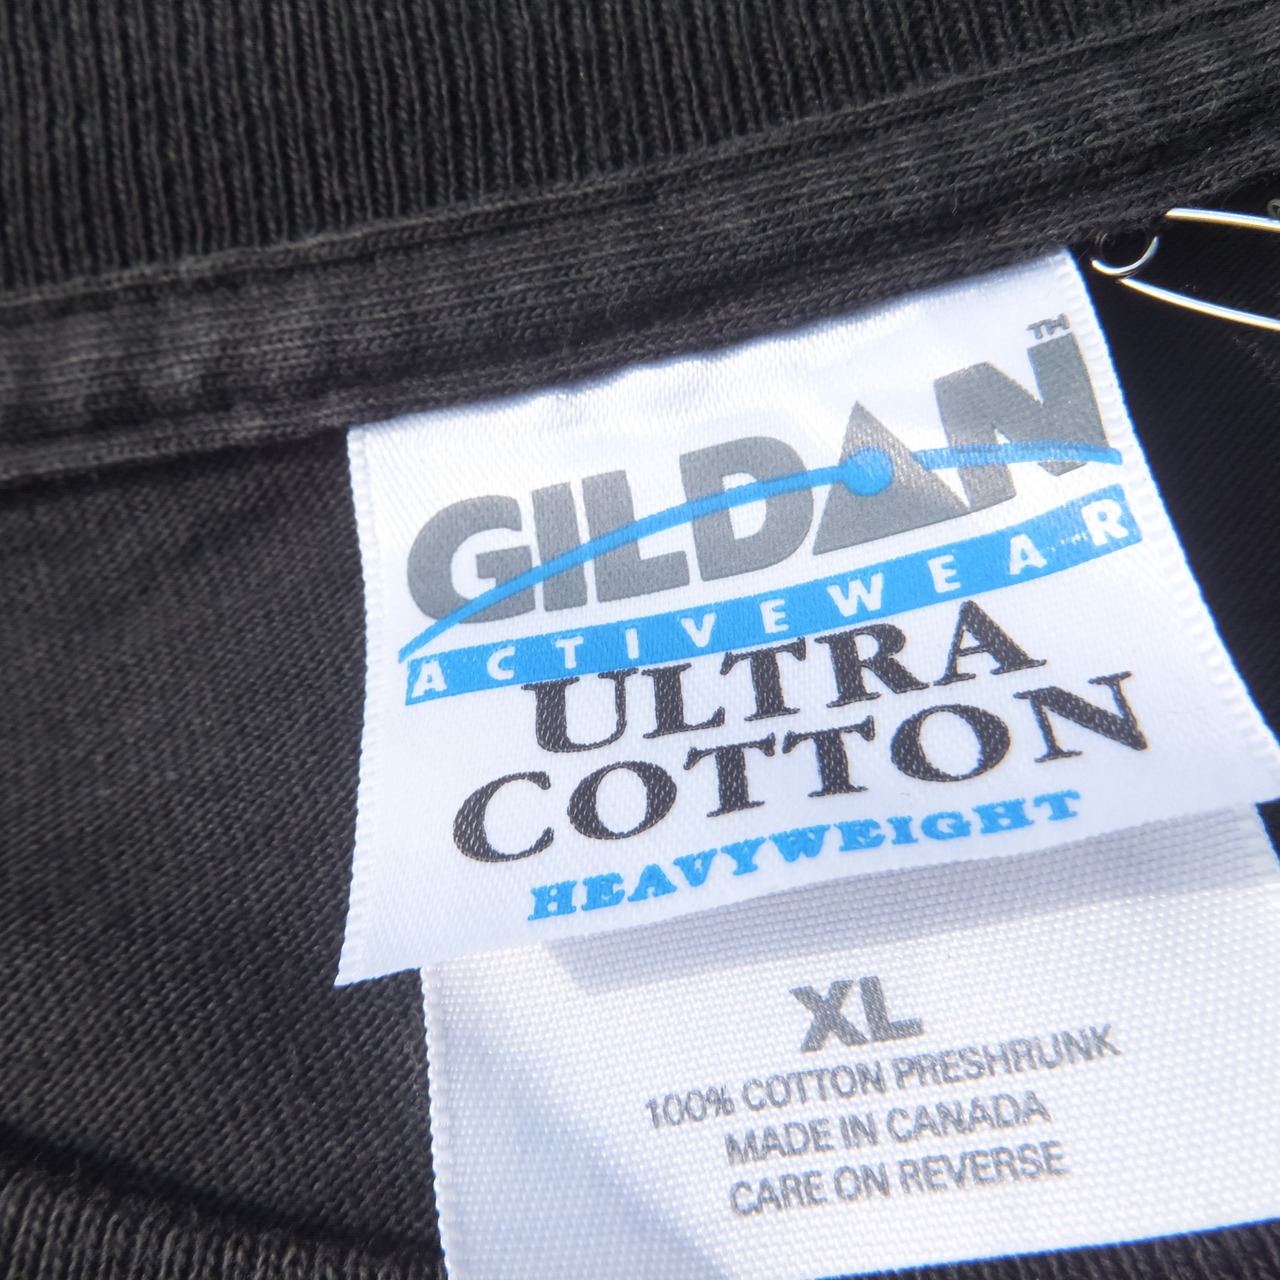 GILDAN™
ACTIVEWEAR
ULTRA
COTTON
HEAVYWEIGHT
XL
100% COTTON PRESHRUNK
MADE IN CANADA
CARE ON REVERSE